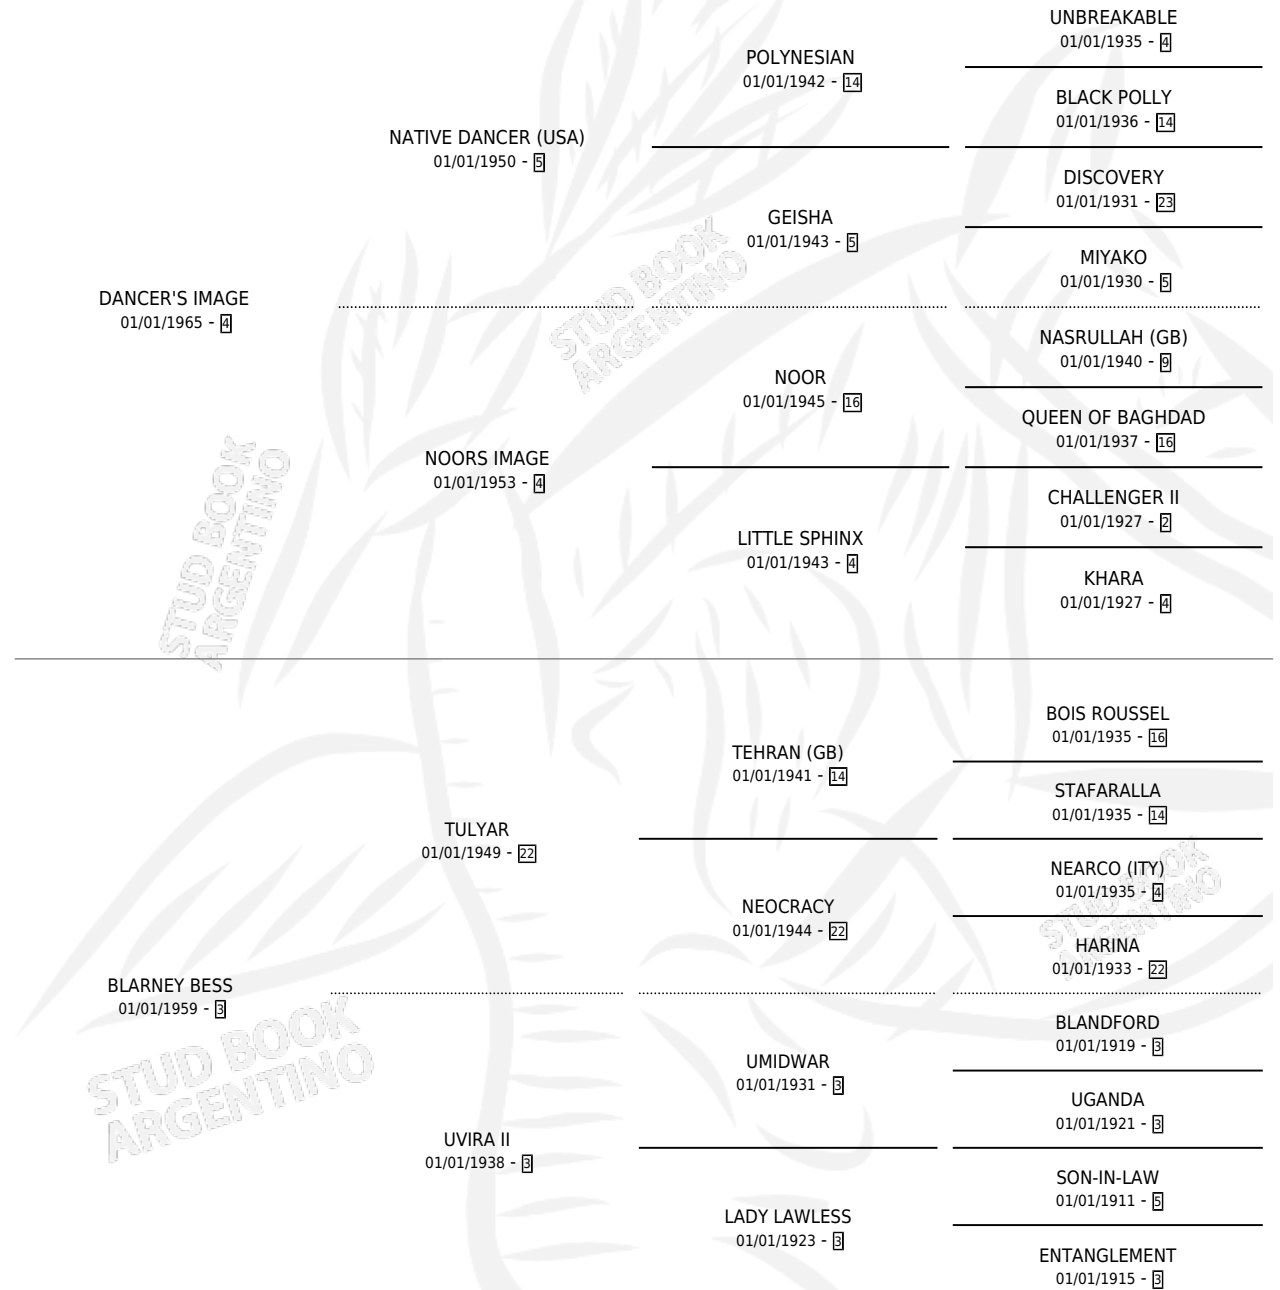 UNBREAKABLE
01/01/1935 - 4
POLYNESIAN
01/01/1942 - 14
BLACK POLLY
01/01/1936 - 14
NATIVE DANCER (USA)
01/01/1950 - 5
DISCOVERY
01/01/1931 - 23
GEISHA
01/01/1943 - 5
MIYAKO
01/01/1930 - 5
DANCER'S IMAGE
01/01/1965 - 4
NASRULLAH (GB)
01/01/1940 - 9
NOOR
01/01/1945 - 16
QUEEN OF BAGHDAD
01/01/1937 - 16
NOORS IMAGE
01/01/1953 - 4
CHALLENGER II
01/01/1927 - 2
LITTLE SPHINX
01/01/1943 - 4
KHARA
01/01/1927 - 4
BOIS ROUSSEL
01/01/1935 - 16
TEHRAN (GB)
01/01/1941 - 14
STAFARALLA
01/01/1935 - 14
TULYAR
01/01/1949 - 22
NEARCO (ITY)
01/01/1935 - 4
NEOCRACY
01/01/1944 - 22
HARINA
01/01/1933 - 22
BLARNEY BESS
01/01/1959 - 3
BLANDFORD
01/01/1919 - 3
UMIDWAR
01/01/1931 - 3
UGANDA
01/01/1921 - 3
UVIRA II
01/01/1938 - 3
SON-IN-LAW
01/01/1911 - 5
LADY LAWLESS
01/01/1923 - 3
ENTANGLEMENT
01/01/1915 - 3
STUD BOOK
ARGENTINO
STUD BOOK
ARGENTINO
STUD BOOK
ARGENTINO
STUD BOOK
ARGENTINO